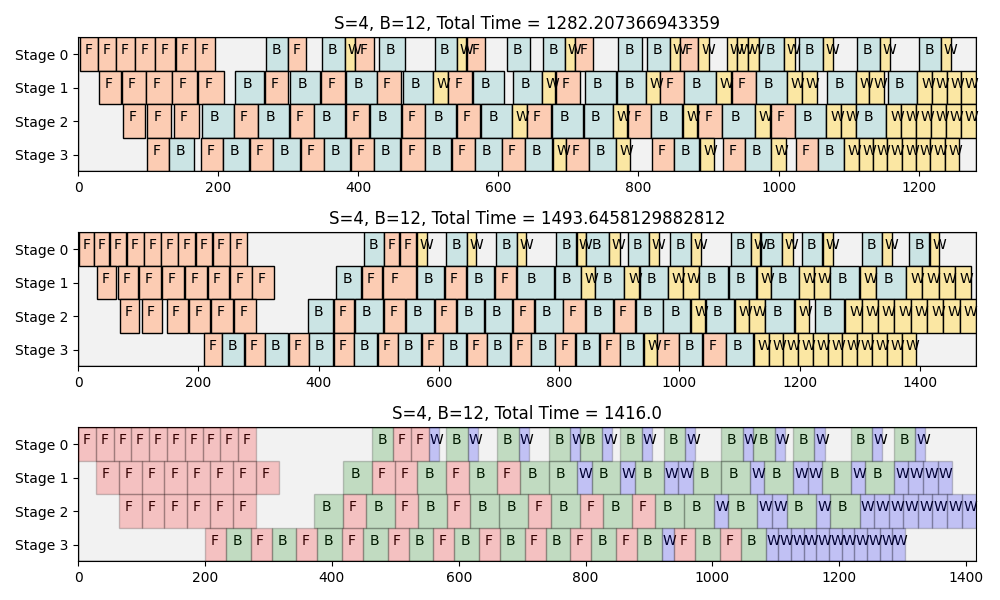 S=4, B=12, Total Time = 1282.207366943359
Stage 0 F F F F F F F B F B W F B B W F B B W F B B W F W W W W B W B W B W B W
Stage 1 F F F F F B F B F B F B W F B B W F B B W F B W F B W W B W W B W W W W
Stage 2 F F F B F B F B F B F B F B W F B B W F B W F B W F B W W B W W W W W W
Stage 3 F B F B F B F B F B F B F B F B W F B W F B W F B W W W W W W W W
0 200 400 600 800 1000 1200
S=4, B=12, Total Time = 1493.6458129882812
Stage 0 F F F F F F F F F F B F F W B W B W B W B W B W B W B W B W B W B W B W
Stage 1 F F F F F F F F B F F B F B F B B W B W B W W B B W B W W B W B W W W W
Stage 2 F F F F F F B F B F B F B B F B F B F B B W B W W B W B W W W W W W W W
Stage 3 F B F B F B F B F B F B F B F B F B F B W F B F B W W W W W W W W W W W
0 200 400 600 800 1000 1200 1400
S=4, B=12, Total Time = 1416.0
Stage 0 F F F F F F F F F F B F F W B W B W B W B W B W B W B W B W B W B W B W
Stage 1 F F F F F F F F B F F B F B F B B W B W B W W B B W B W W B W B W W W W
Stage 2 F F F F F F B F B F B F B B F B F B F B B W B W W B W B W W W W W W W W
Stage 3 F B F B F B F B F B F B F B F B F B F B W F B F B W W W W W W W W W W W
0 200 400 600 800 1000 1200 1400